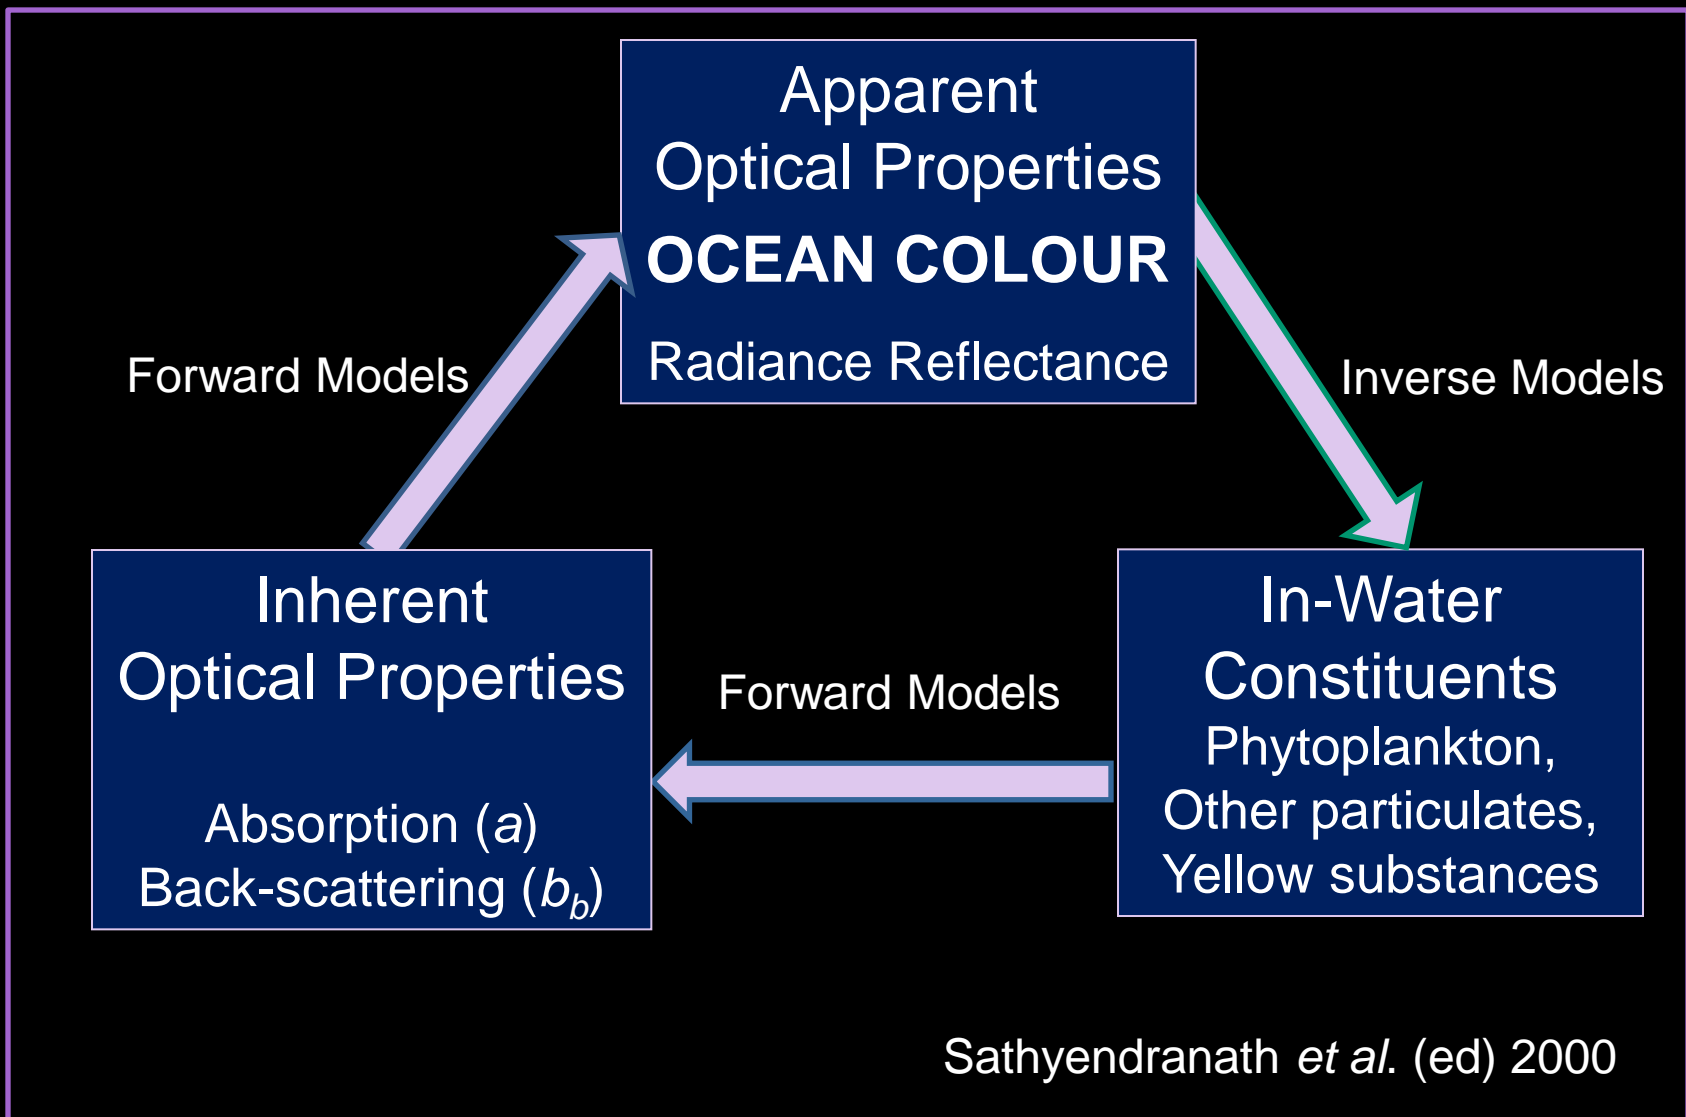 Apparent
Optical Properties
OCEAN COLOUR
Radiance Reflectance
Forward Models
Inverse Models
Inherent
Optical Properties
Absorption (a)
Back-scattering (b_b)
Forward Models
In-Water
Constituents
Phytoplankton,
Other particulates,
Yellow substances
Sathyendranath et al. (ed) 2000